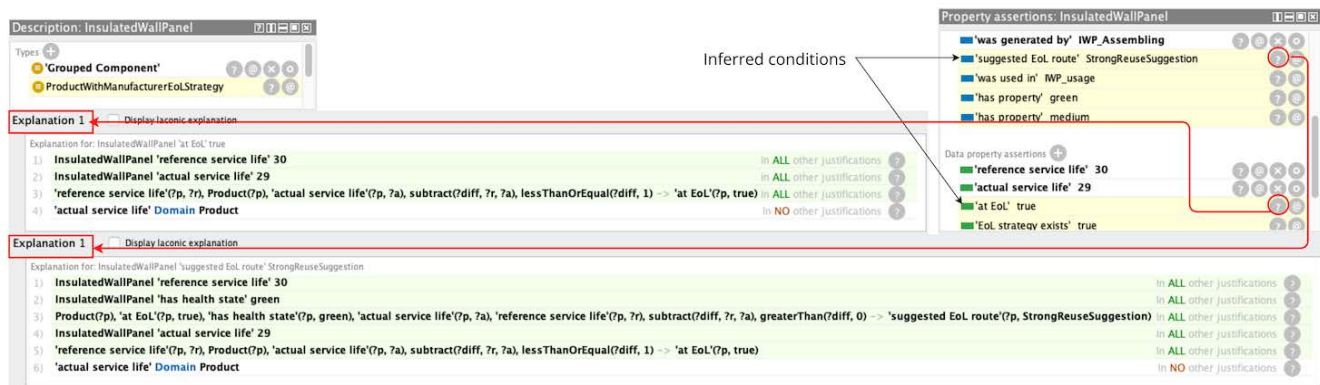 Description: InsulatedWallPanel
Types
'Grouped Component'
ProductWithManufacturerEoLStrategy
Inferred conditions
Property assertions: InsulatedWallPanel
'was generated by' IWP_Assembling
'suggested EoL route' StrongReuseSuggestion
'was used in' IWP_usage
'has property' green
'has property' medium
Data property assertions
'reference service life' 30
'actual service life' 29
'at EoL' true
'EoL strategy exists' true
Explanation 1 Display laconic explanation
Explanation for: InsulatedWallPanel 'at EoL' true
1) InsulatedWallPanel 'reference service life' 30 In ALL other justifications
2) InsulatedWallPanel 'actual service life' 29 In ALL other justifications
3) 'reference service life'(?p, ?r), Product(?p), 'actual service life'(?p, ?a), subtract(?diff, ?r, ?a), lessThanOrEqual(?diff, 1) -> 'at EoL'(?p, true) In ALL other justifications
4) 'actual service life' Domain Product In NO other justifications
Explanation 1 Display laconic explanation
Explanation for: InsulatedWallPanel 'suggested EoL route' StrongReuseSuggestion
1) InsulatedWallPanel 'reference service life' 30 In ALL other justifications
2) InsulatedWallPanel 'has health state' green In ALL other justifications
3) Product(?p), 'at EoL'(?p, true), 'has health state'(?p, green), 'actual service life'(?p, ?a), 'reference service life'(?p, ?r), subtract(?diff, ?r, ?a), greaterThan(?diff, 0) -> 'suggested EoL route'(?p, StrongReuseSuggestion) In ALL other justifications
4) InsulatedWallPanel 'actual service life' 29 In ALL other justifications
5) 'reference service life'(?p, ?r), Product(?p), 'actual service life'(?p, ?a), subtract(?diff, ?r, ?a), lessThanOrEqual(?diff, 1) -> 'at EoL'(?p, true) In ALL other justifications
6) 'actual service life' Domain Product In NO other justifications